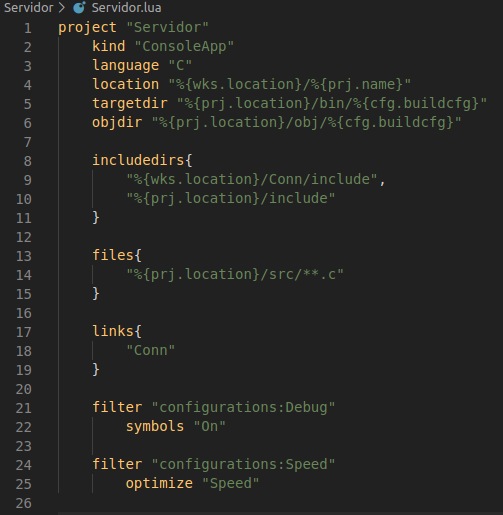 Servidor > Servidor.lua
1 project "Servidor"
2     kind "ConsoleApp"
3     language "C"
4     location "%{wks.location}/%{prj.name}"
5     targetdir "%{prj.location}/bin/%{cfg.buildcfg}"
6     objdir "%{prj.location}/obj/%{cfg.buildcfg}"
7
8     includedirs{
9         "%{wks.location}/Conn/include",
10         "%{prj.location}/include"
11     }
12
13     files{
14         "%{prj.location}/src/**.c"
15     }
16
17     links{
18         "Conn"
19     }
20
21     filter "configurations:Debug"
22         symbols "On"
23
24     filter "configurations:Speed"
25         optimize "Speed"
26